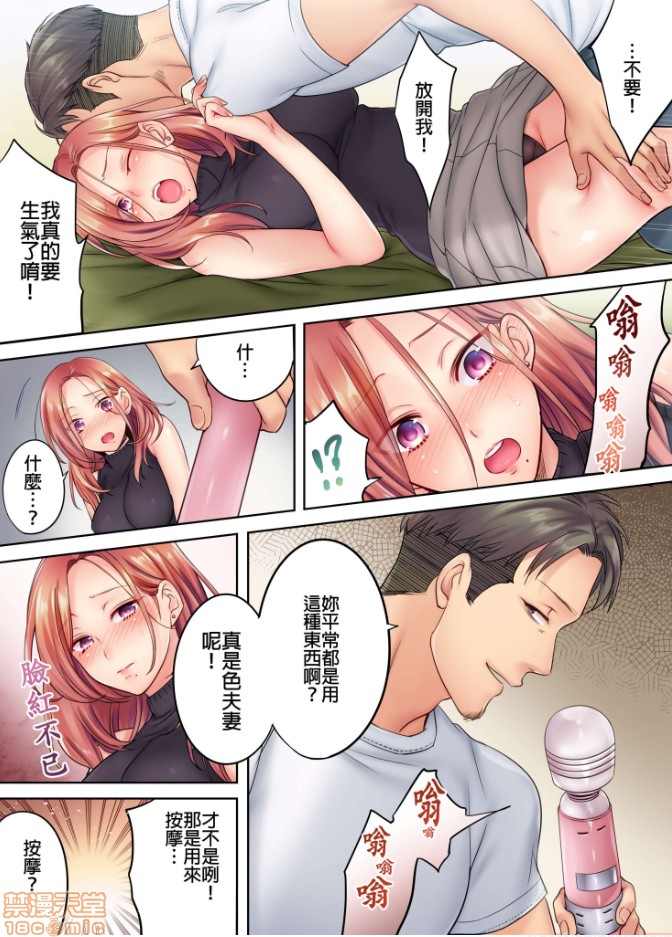 …不要！
放開我！
我真的要
生氣了唷！
嗡
嗡
嗡
嗡
嗡
!?
什…
什麼…？
妳平常都是用
這種東西啊？
真是色夫妻
呢！
臉紅不已
嗡
嗡
嗡
嗡
嗡
嗡
才不是咧！
那是用來
按摩…
按摩？
禁漫天堂
18comic